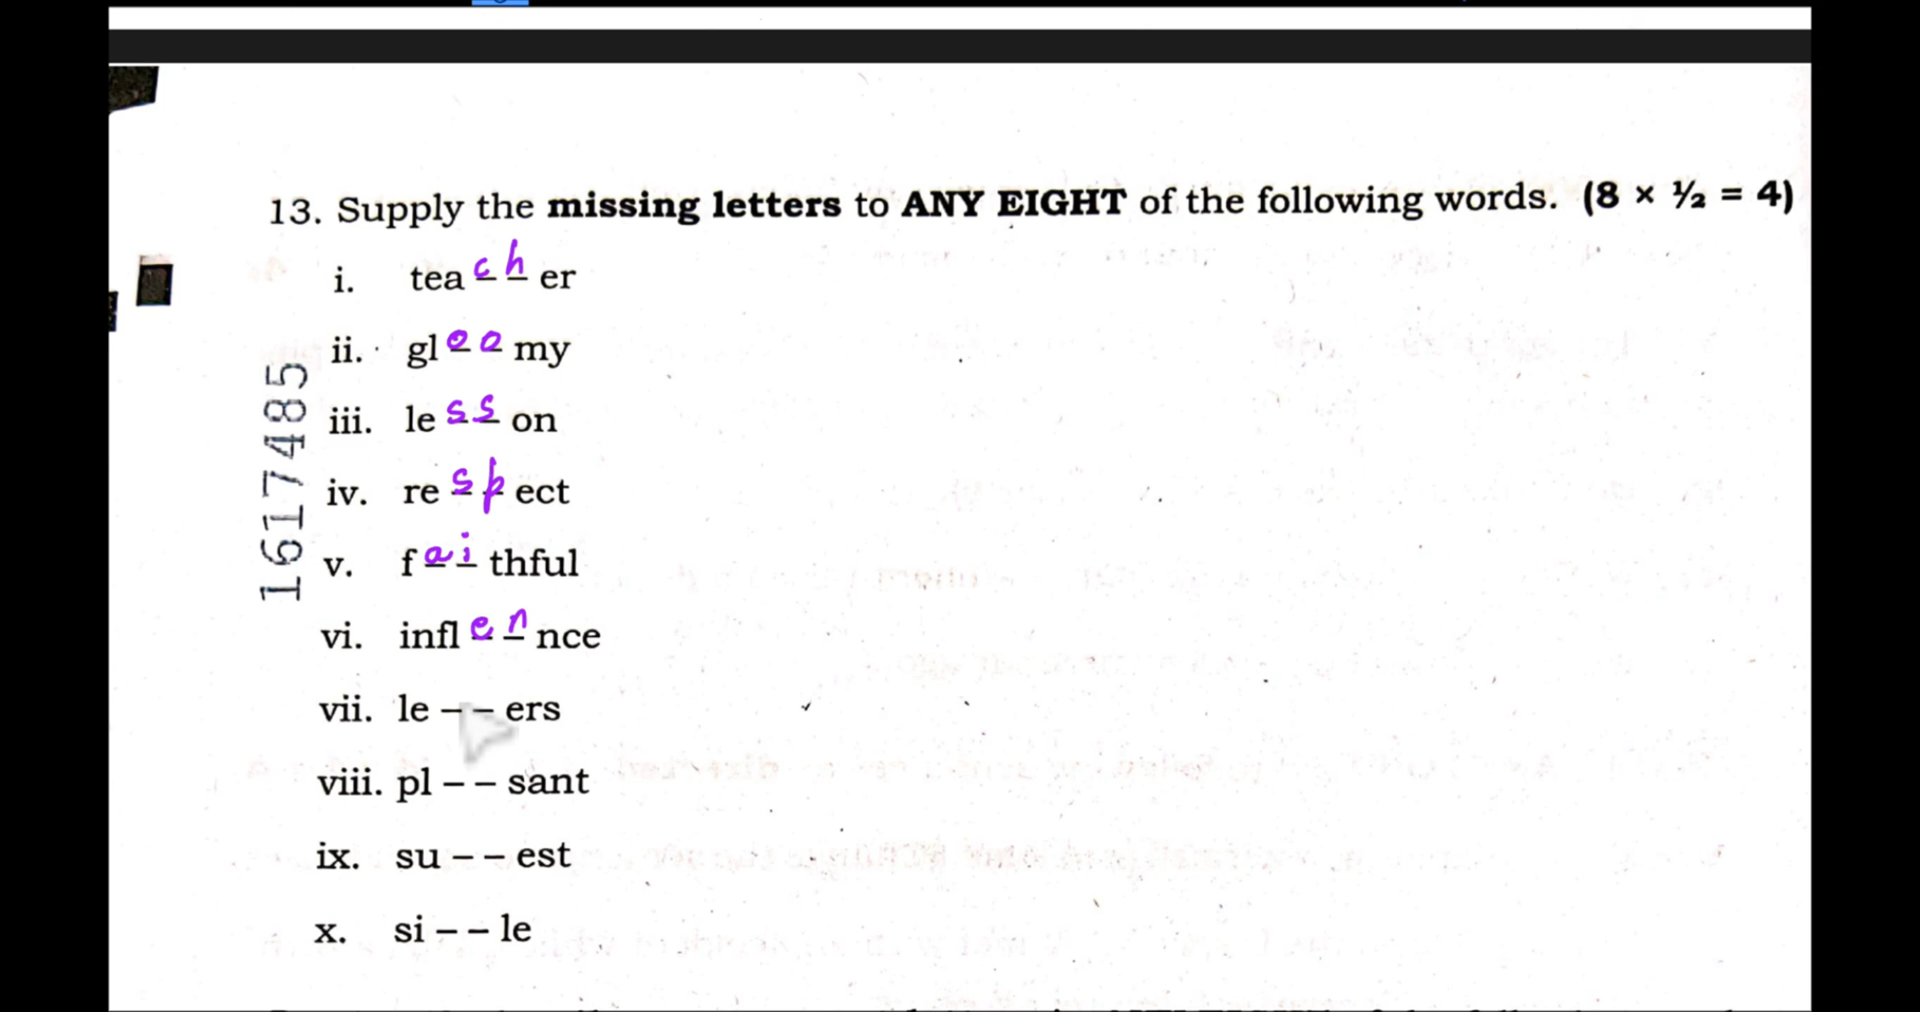 13. Supply the missing letters to ANY EIGHT of the following words. (8 × ½ = 4)
i. tea c h er
ii. gl o o my
iii. le s s on
iv. re s p ect
v. f a i thful
vi. infl e n nce
vii. le – – ers
viii. pl – – sant
ix. su – – est
x. si – – le
1617485